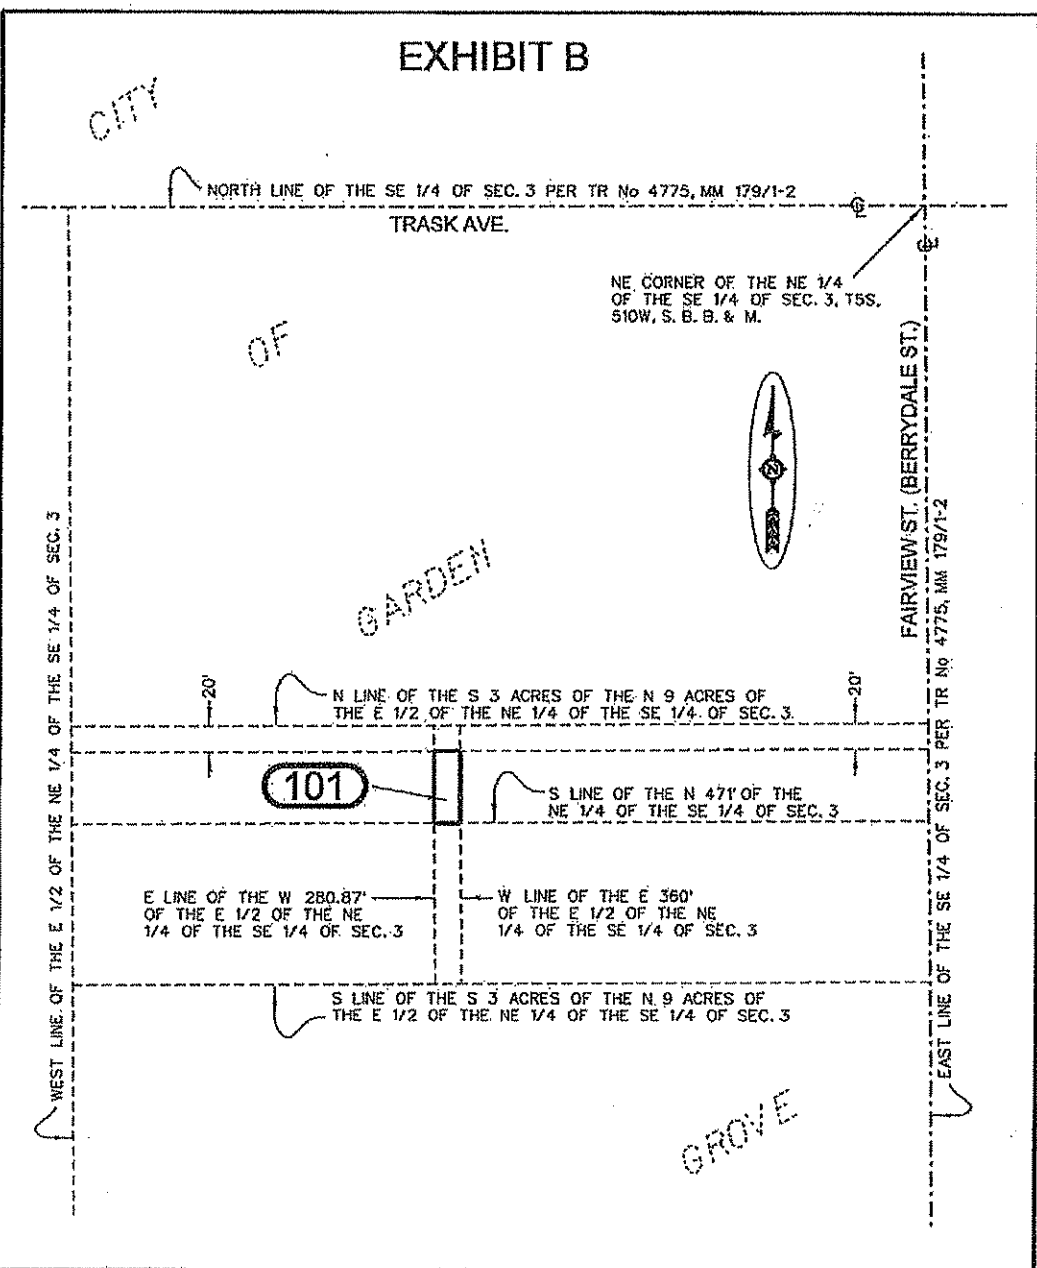 EXHIBIT B
CITY
NORTH LINE OF THE SE 1/4 OF SEC. 3 PER TR No 4775, MM 179/1-2
TRASK AVE.
NE CORNER OF THE NE 1/4
OF THE SE 1/4 OF SEC. 3, T5S,
510W, S. B. B. & M.
OF
FAIRVIEW ST. (BERRYDALE ST.)
N
GARDEN
WEST LINE OF THE E 1/2 OF THE NE 1/4 OF THE SE 1/4 OF SEC. 3
EAST LINE OF THE SE 1/4 OF SEC. 3 PER TR No 4775, MM 179/1-2
20'
N LINE OF THE S 3 ACRES OF THE N 9 ACRES OF
THE E 1/2 OF THE NE 1/4 OF THE SE 1/4 OF SEC. 3
20'
101
S LINE OF THE N 471' OF THE
NE 1/4 OF THE SE 1/4 OF SEC. 3
E LINE OF THE W 280.87'
OF THE E 1/2 OF THE NE
1/4 OF THE SE 1/4 OF SEC. 3
W LINE OF THE E 360'
OF THE E 1/2 OF THE NE
1/4 OF THE SE 1/4 OF SEC. 3
S LINE OF THE S 3 ACRES OF THE N 9 ACRES OF
THE E 1/2 OF THE NE 1/4 OF THE SE 1/4 OF SEC. 3
GROVE